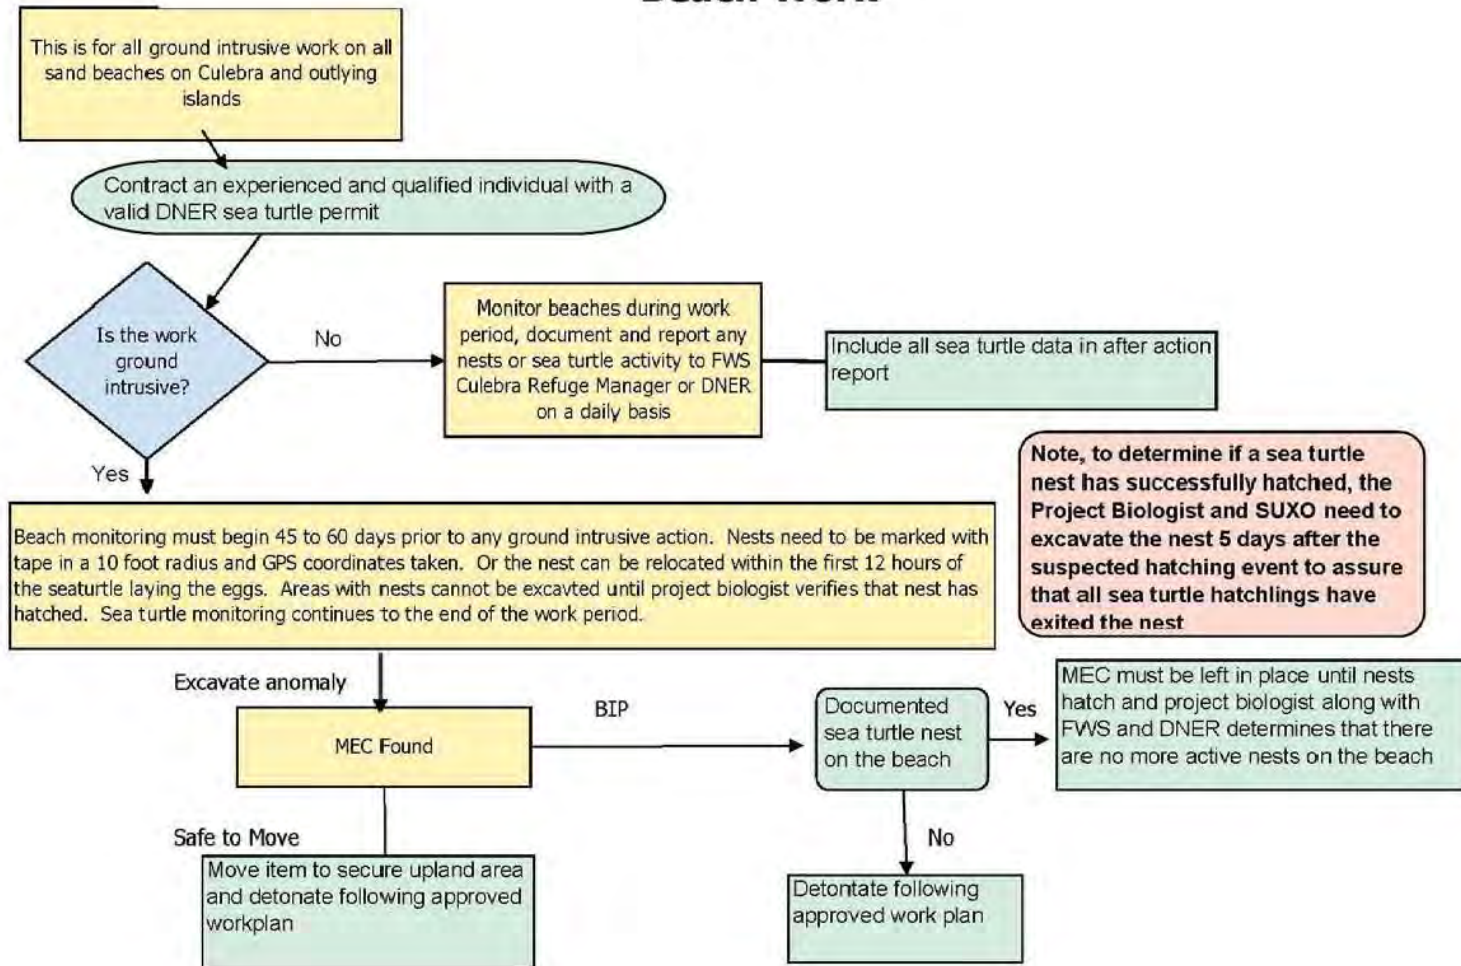 Beach Work
This is for all ground intrusive work on all
sand beaches on Culebra and outlying
islands
Contract an experienced and qualified individual with a
valid DNER sea turtle permit
Is the work
ground
intrusive?
No
Monitor beaches during work
period, document and report any
nests or sea turtle activity to FWS
Culebra Refuge Manager or DNER
on a daily basis
Include all sea turtle data in after action
report
Yes
Note, to determine if a sea turtle
nest has successfully hatched, the
Project Biologist and SUXO need to
excavate the nest 5 days after the
suspected hatching event to assure
that all sea turtle hatchlings have
exited the nest
Beach monitoring must begin 45 to 60 days prior to any ground intrusive action. Nests need to be marked with
tape in a 10 foot radius and GPS coordinates taken. Or the nest can be relocated within the first 12 hours of
the seaturtle laying the eggs. Areas with nests cannot be excavted until project biologist verifies that nest has
hatched. Sea turtle monitoring continues to the end of the work period.
Excavate anomaly
MEC Found
BIP
Documented
sea turtle nest
on the beach
Yes
MEC must be left in place until nests
hatch and project biologist along with
FWS and DNER determines that there
are no more active nests on the beach
Safe to Move
Move item to secure upland area
and detonate following approved
workplan
No
Detontate following
approved work plan